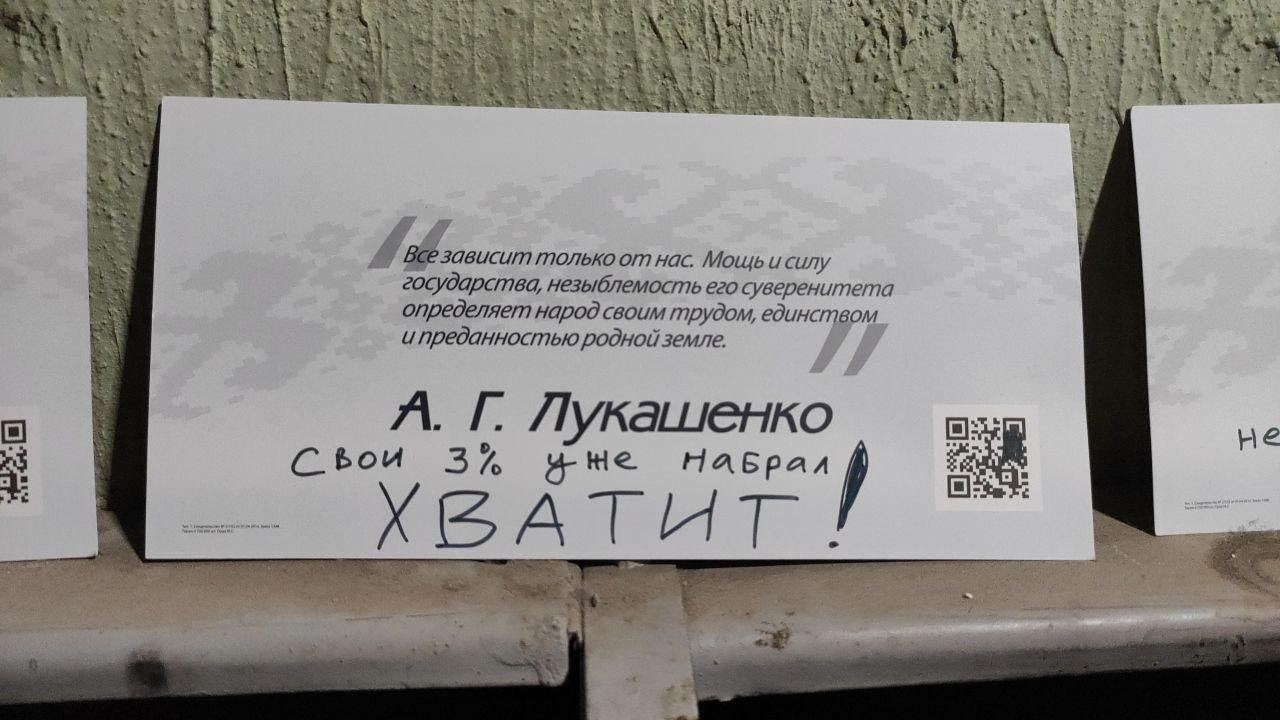 Все зависит только от нас. Мощь и силу
государства, незыблемость его суверенитета
определяет народ своим трудом, единством
и преданностью родной земле.
А. Г. Лукашенко
Свои 3% уже набрал!
ХВАТИТ!
не